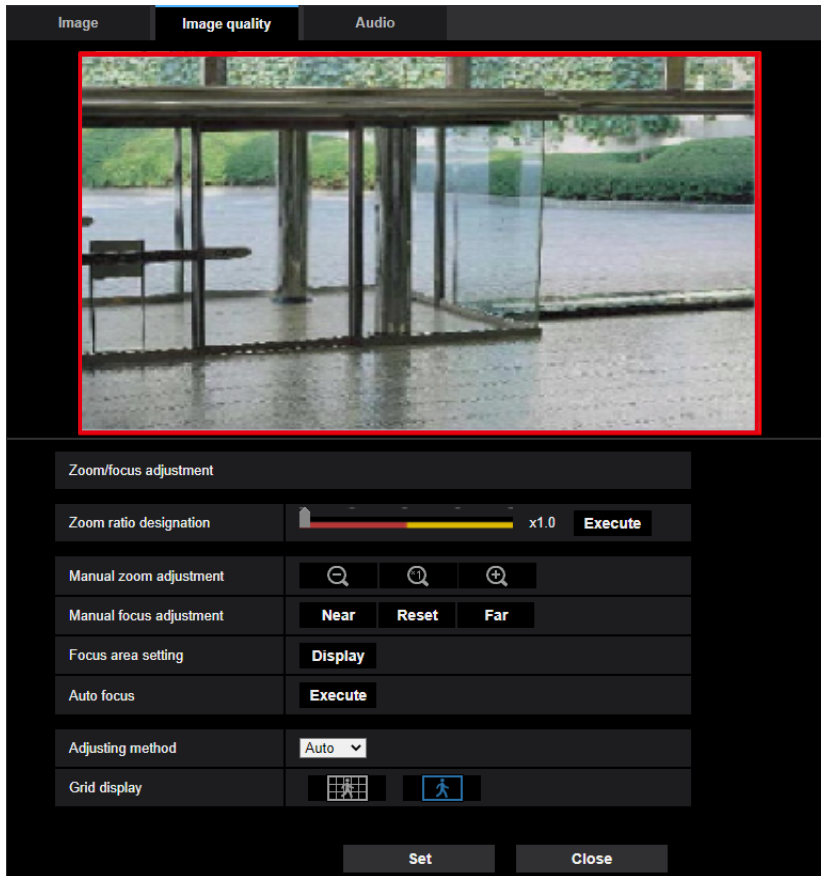 Image Image quality Audio
Zoom/focus adjustment
Zoom ratio designation x1.0 Execute
Manual zoom adjustment ×1
Manual focus adjustment Near Reset Far
Focus area setting Display
Auto focus Execute
Adjusting method Auto
Grid display
Set Close